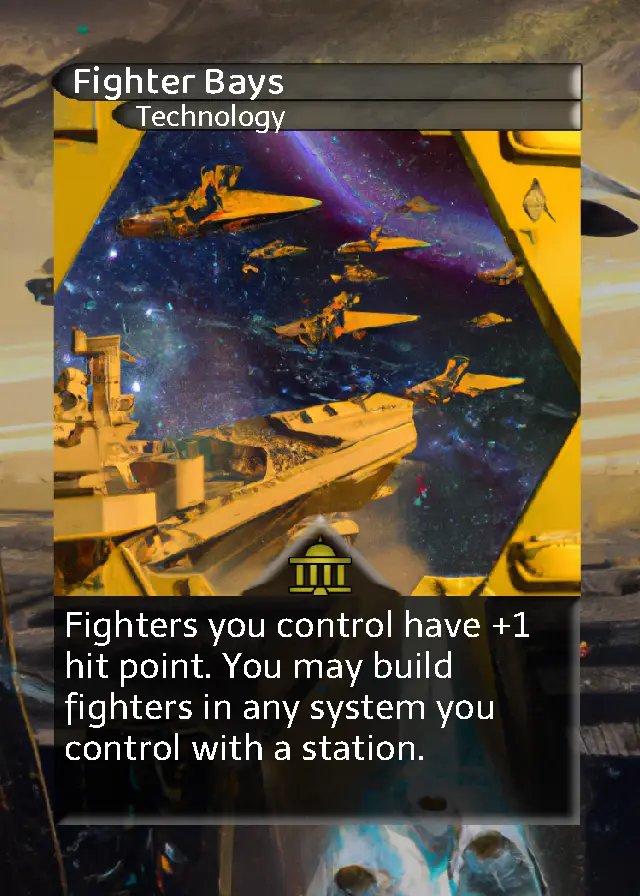 Fighter Bays
Technology
Fighters you control have +1
hit point. You may build
fighters in any system you
control with a station.